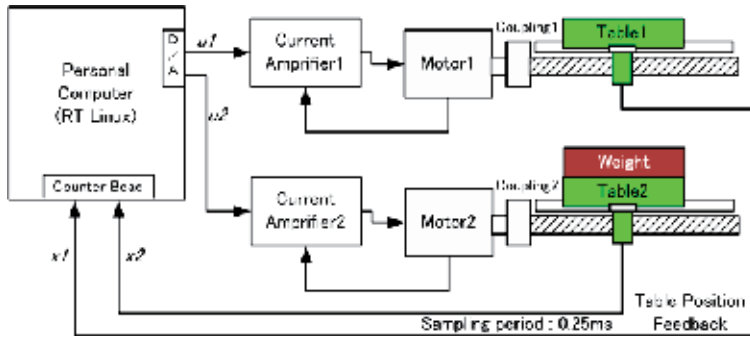 Personal
Computer
(RT Linux)
D
/
A
u1
u2
Counter Boad
x1
x2
Current
Amprifier1
Motor1
Coupling1
Table1
Current
Amprifier2
Motor2
Coupling2
Weight
Table2
Sampling period : 0.25ms
Table Position
Feedback